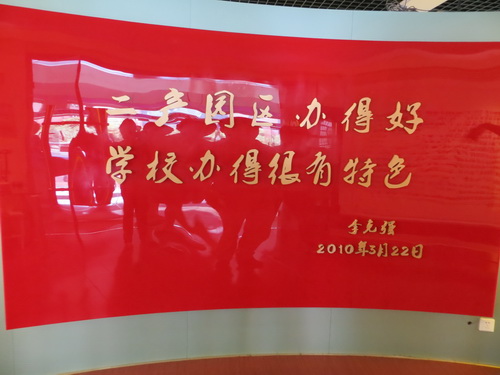 二产园区办得好
学校办得很有特色
李克强
2010年3月22日